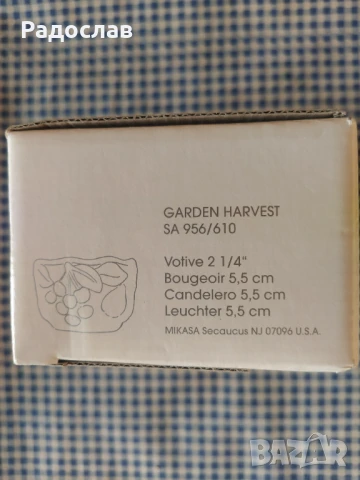 Радослав
GARDEN HARVEST
SA 956/610
Votive 2 1/4"
Bougeoir 5,5 cm
Candelero 5,5 cm
Leuchter 5,5 cm
MIKASA Secaucus NJ 07096 U.S.A.
BAZAR